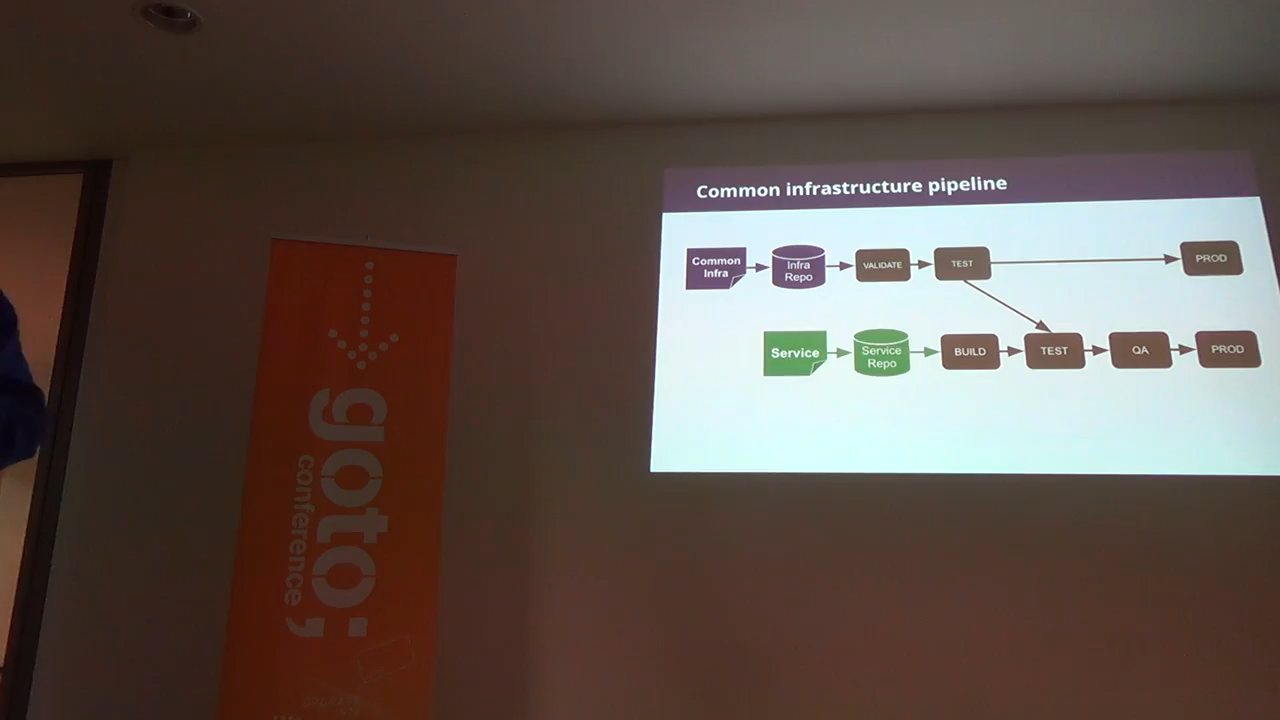 Common infrastructure pipeline
Common
Infra
Infra
Repo
VALIDATE
TEST
PROD
Service
Service
Repo
BUILD
TEST
QA
PROD
goto;
conference ,